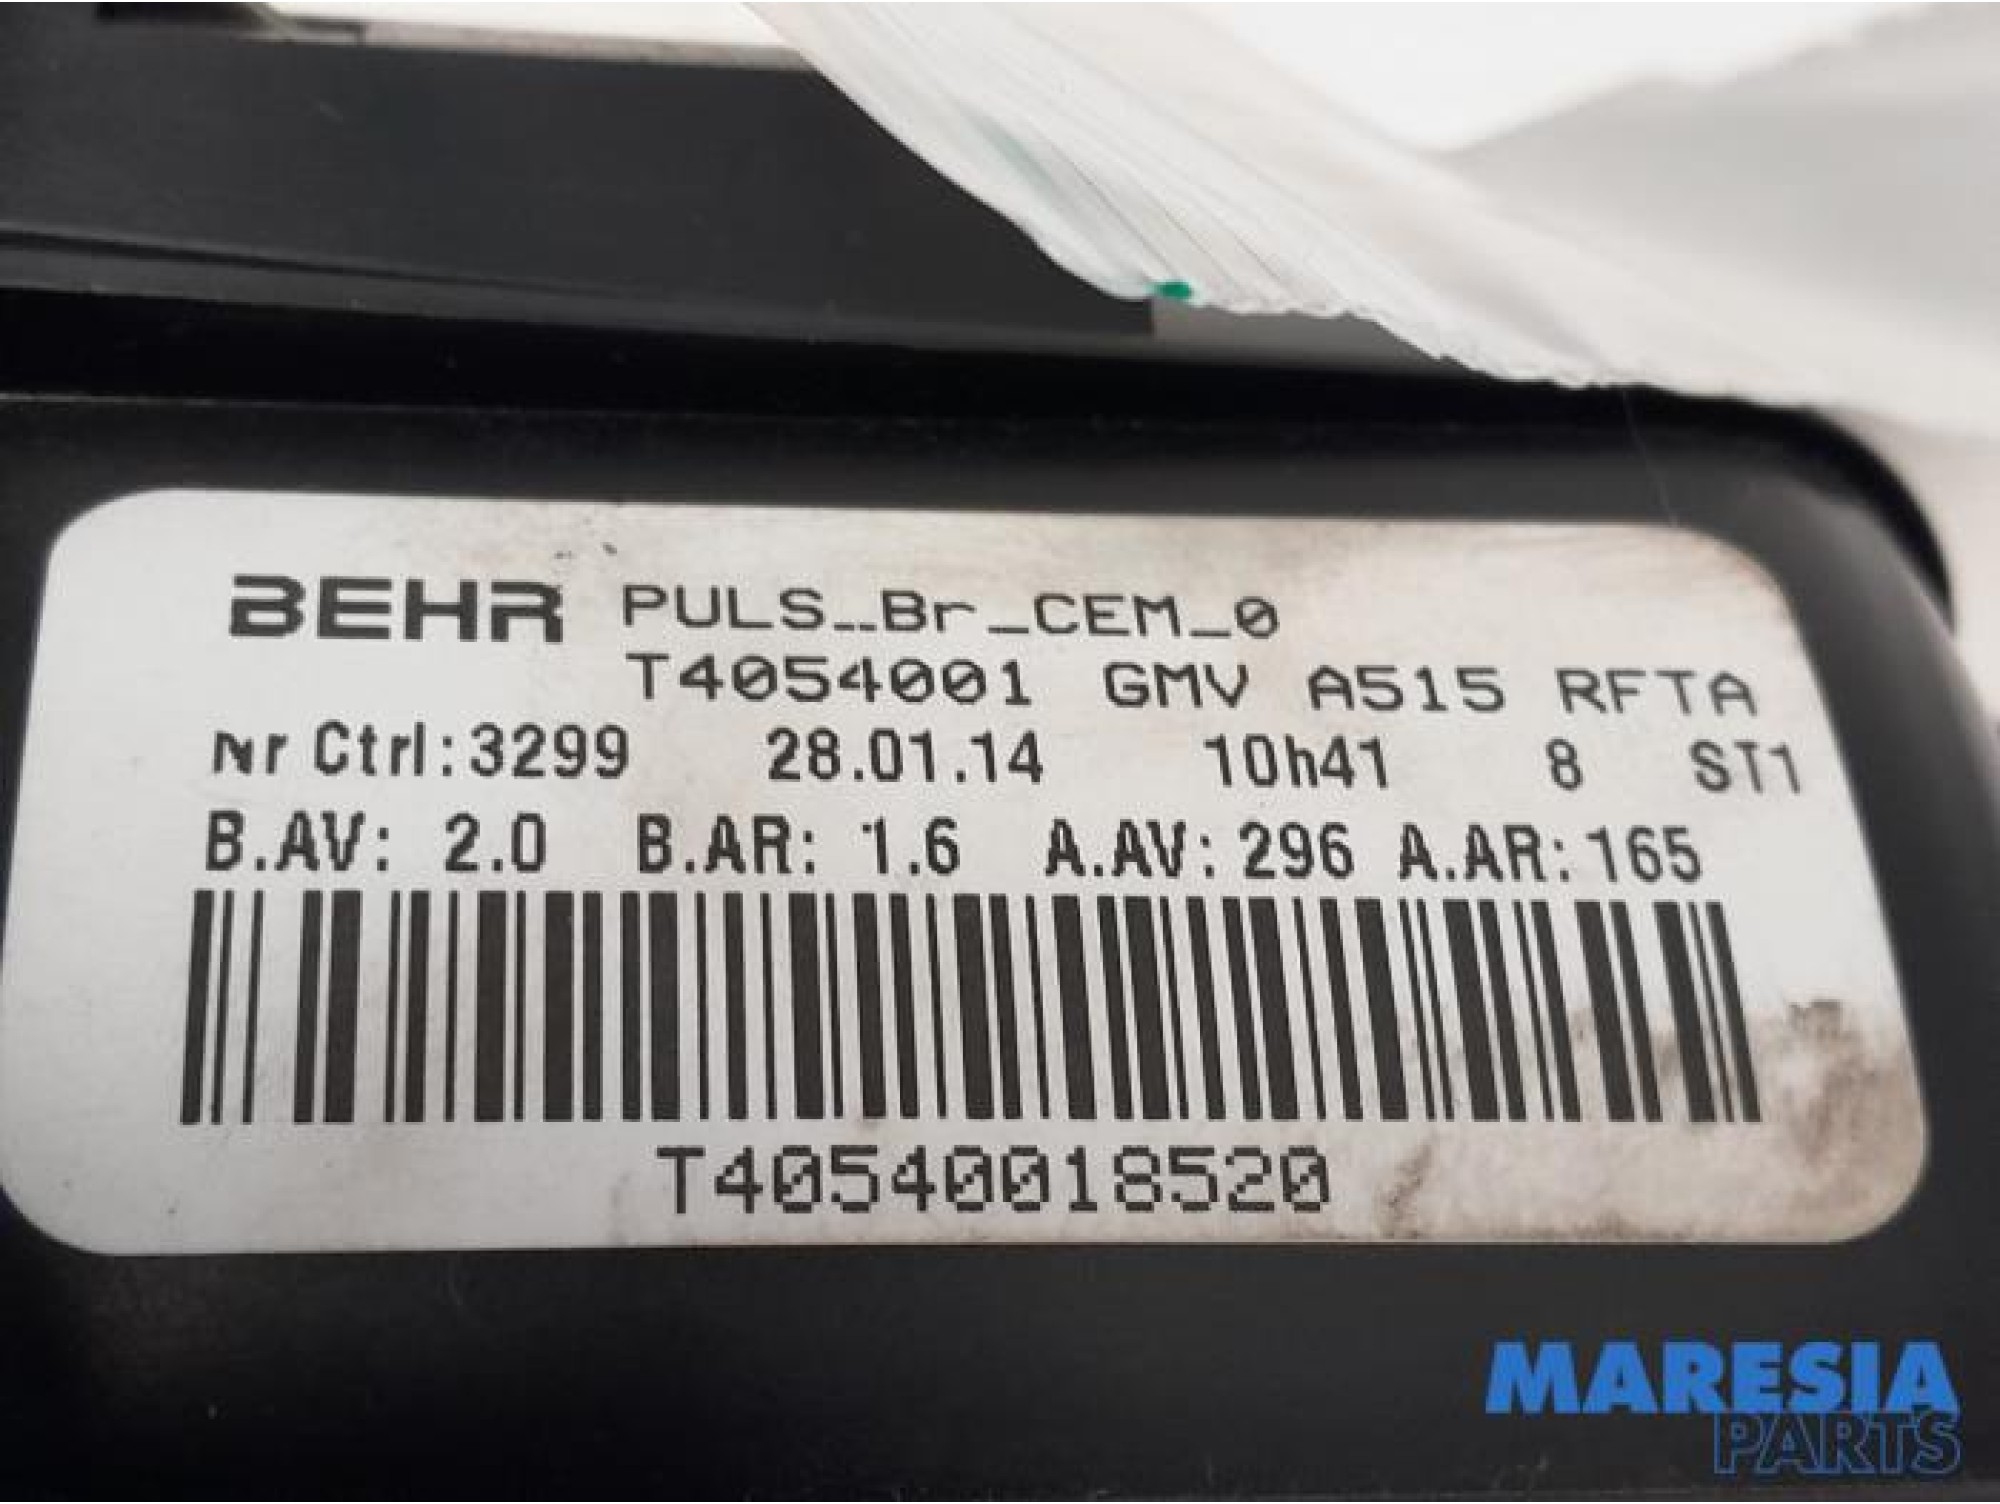 BEHR PULS__Br_CEM_0
T4054001 GMV A515 RFTA
Nr Ctrl:3299 28.01.14 10h41 8 ST1
B.AV: 2.0 B.AR: 1.6 A.AV:296 A.AR:165
T40540018520
MARESIA
PARTS